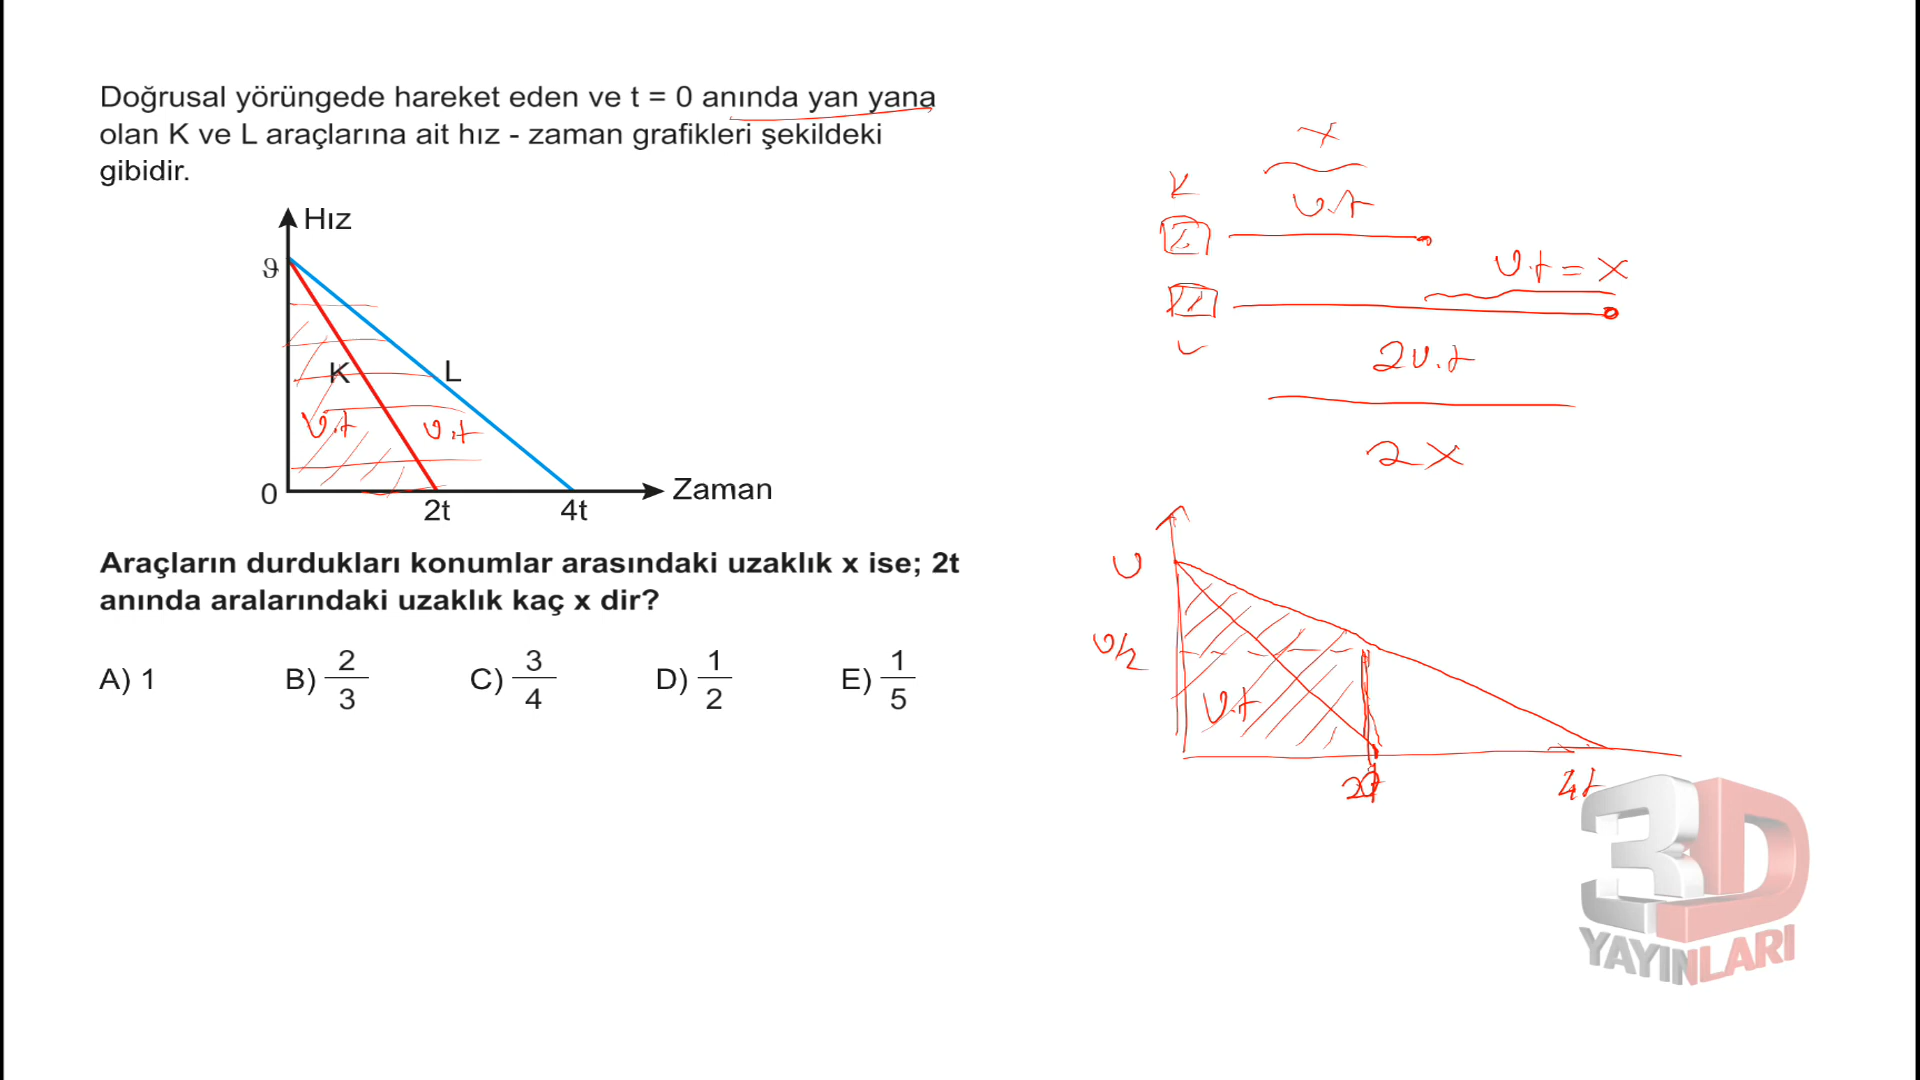 Doğrusal yörüngede hareket eden ve t = 0 anında yan yana
olan K ve L araçlarına ait hız - zaman grafikleri şekildeki
gibidir.
Hız
ϑ
K
L
v.t
v.t
0
2t
4t
Zaman
Araçların durdukları konumlar arasındaki uzaklık x ise; 2t
anında aralarındaki uzaklık kaç x dir?
A) 1
B) 2/3
C) 3/4
D) 1/2
E) 1/5
x
K
v.t
v.t = x
L
2v.t
2x
v
v/2
v.t
2t
4t
3D
YAYINLARI